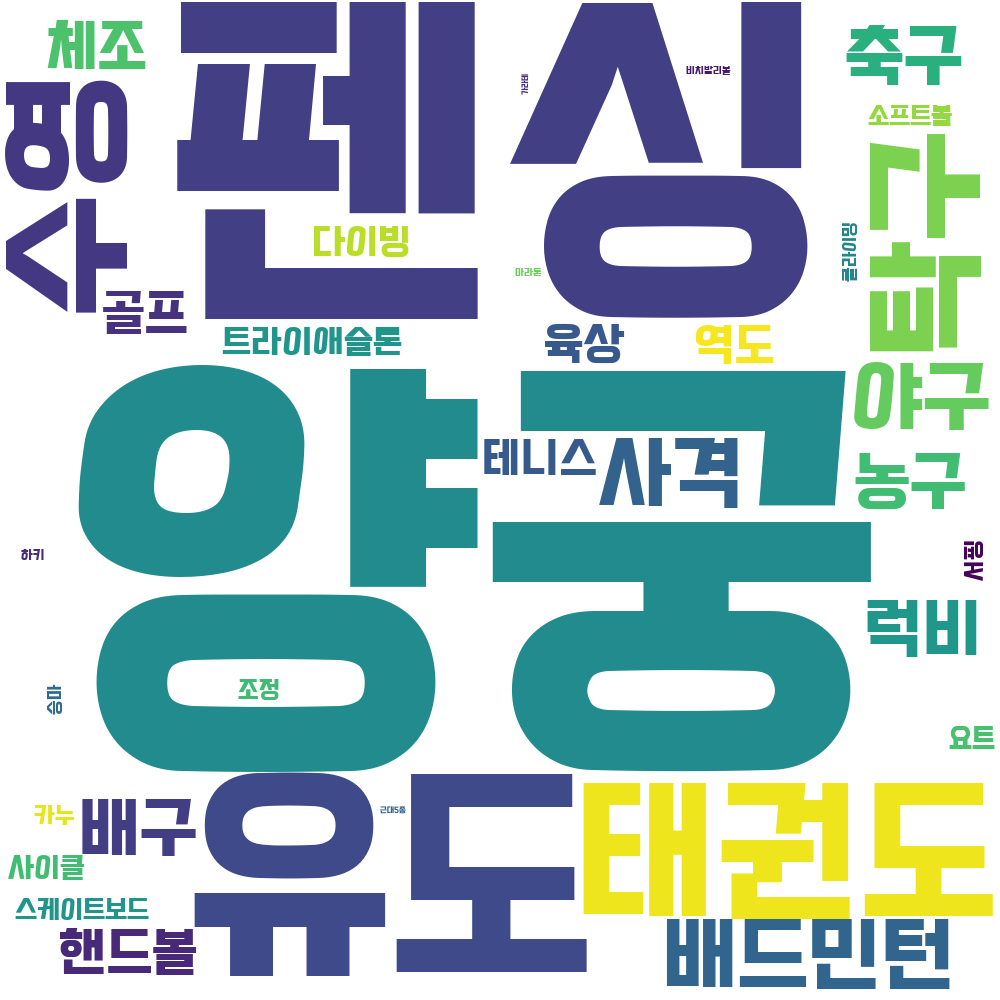 체조
펜싱
가라테
비치발리볼
축구
수영
소프트볼
레슬링
다이빙
클라이밍
마라톤
골프
트라이애슬론
육상
역도
야구
양궁
테니스
사격
농구
하키
서핑
럭비
조정
승마
요트
유도
태권도
카누
배구
근대5종
사이클
스케이트보드
핸드볼
배드민턴